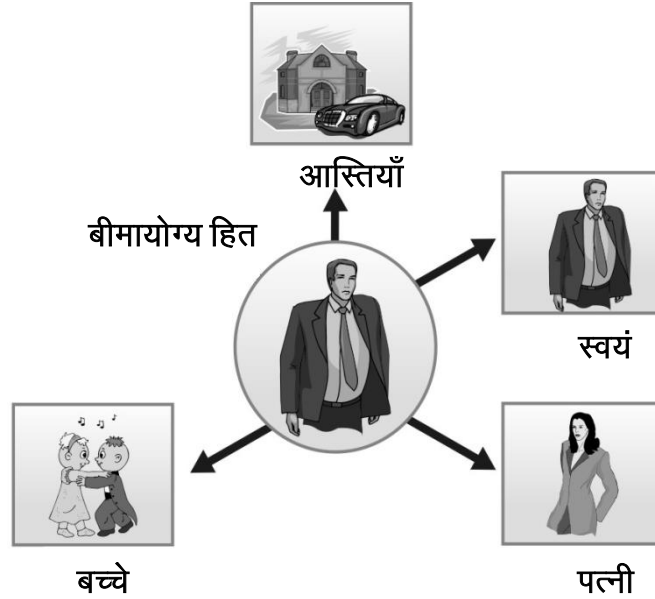 आस्तियाँ
बीमायोग्य हित
स्वयं
बच्चे
पत्नी